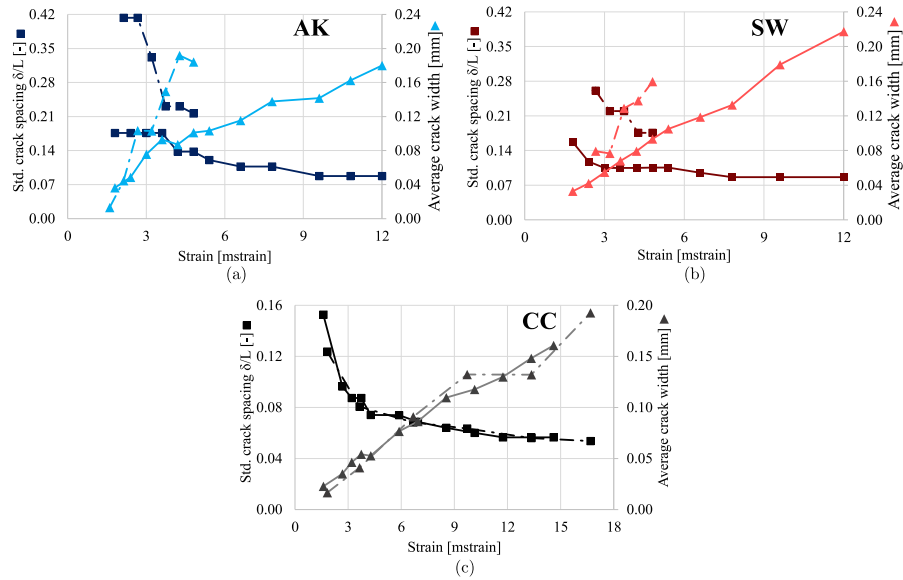 (a)
AK
Std. crack spacing δ/L [-]
0.42
0.35
0.28
0.21
0.14
0.07
0.00
0.24
0.20
0.16
0.12
0.08
0.04
0.00
Average crack width [mm]
0 3 6 9 12
Strain [mstrain]
(a)
(b)
SW
Std. crack spacing δ/L [-]
0.42
0.35
0.28
0.21
0.14
0.07
0.00
0.24
0.20
0.16
0.12
0.08
0.04
0.00
Average crack width [mm]
0 3 6 9 12
Strain [mstrain]
(b)
CC
Std. crack spacing δ/L [-]
0.16
0.12
0.08
0.04
0.00
0.20
0.15
0.10
0.05
0.00
Average crack width [mm]
0 3 6 9 12 15 18
Strain [mstrain]
(c)